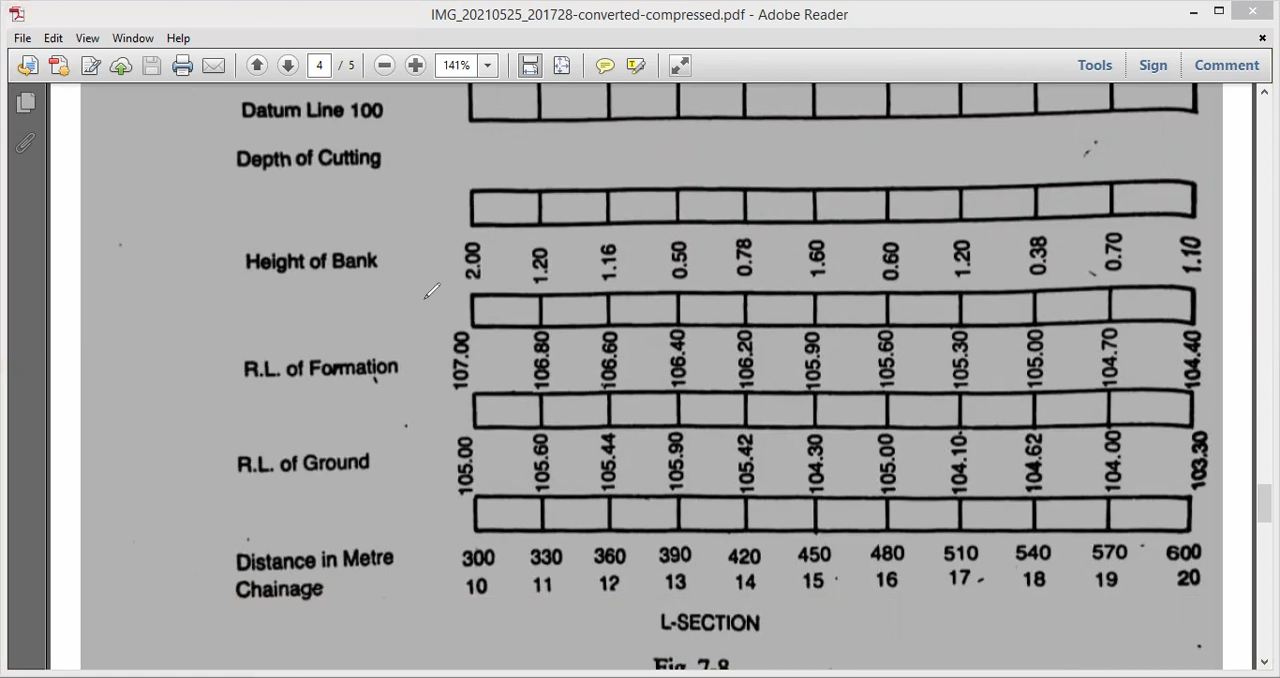 IMG_20210525_201728-converted-compressed.pdf - Adobe Reader
File Edit View Window Help
4 / 5 141% Tools Sign Comment
Datum Line 100
Depth of Cutting
Height of Bank 2.00 1.20 1.16 0.50 0.78 1.60 0.60 1.20 0.38 0.70 1.10
R.L. of Formation 107.00 106.80 106.60 106.40 106.20 105.90 105.60 105.30 105.00 104.70 104.40
R.L. of Ground 105.00 105.60 105.44 105.90 105.42 104.30 105.00 104.10 104.62 104.00 103.30
Distance in Metre 300 330 360 390 420 450 480 510 540 570 600
Chainage 10 11 12 13 14 15 16 17 18 19 20
L-SECTION
Fig. 7-8